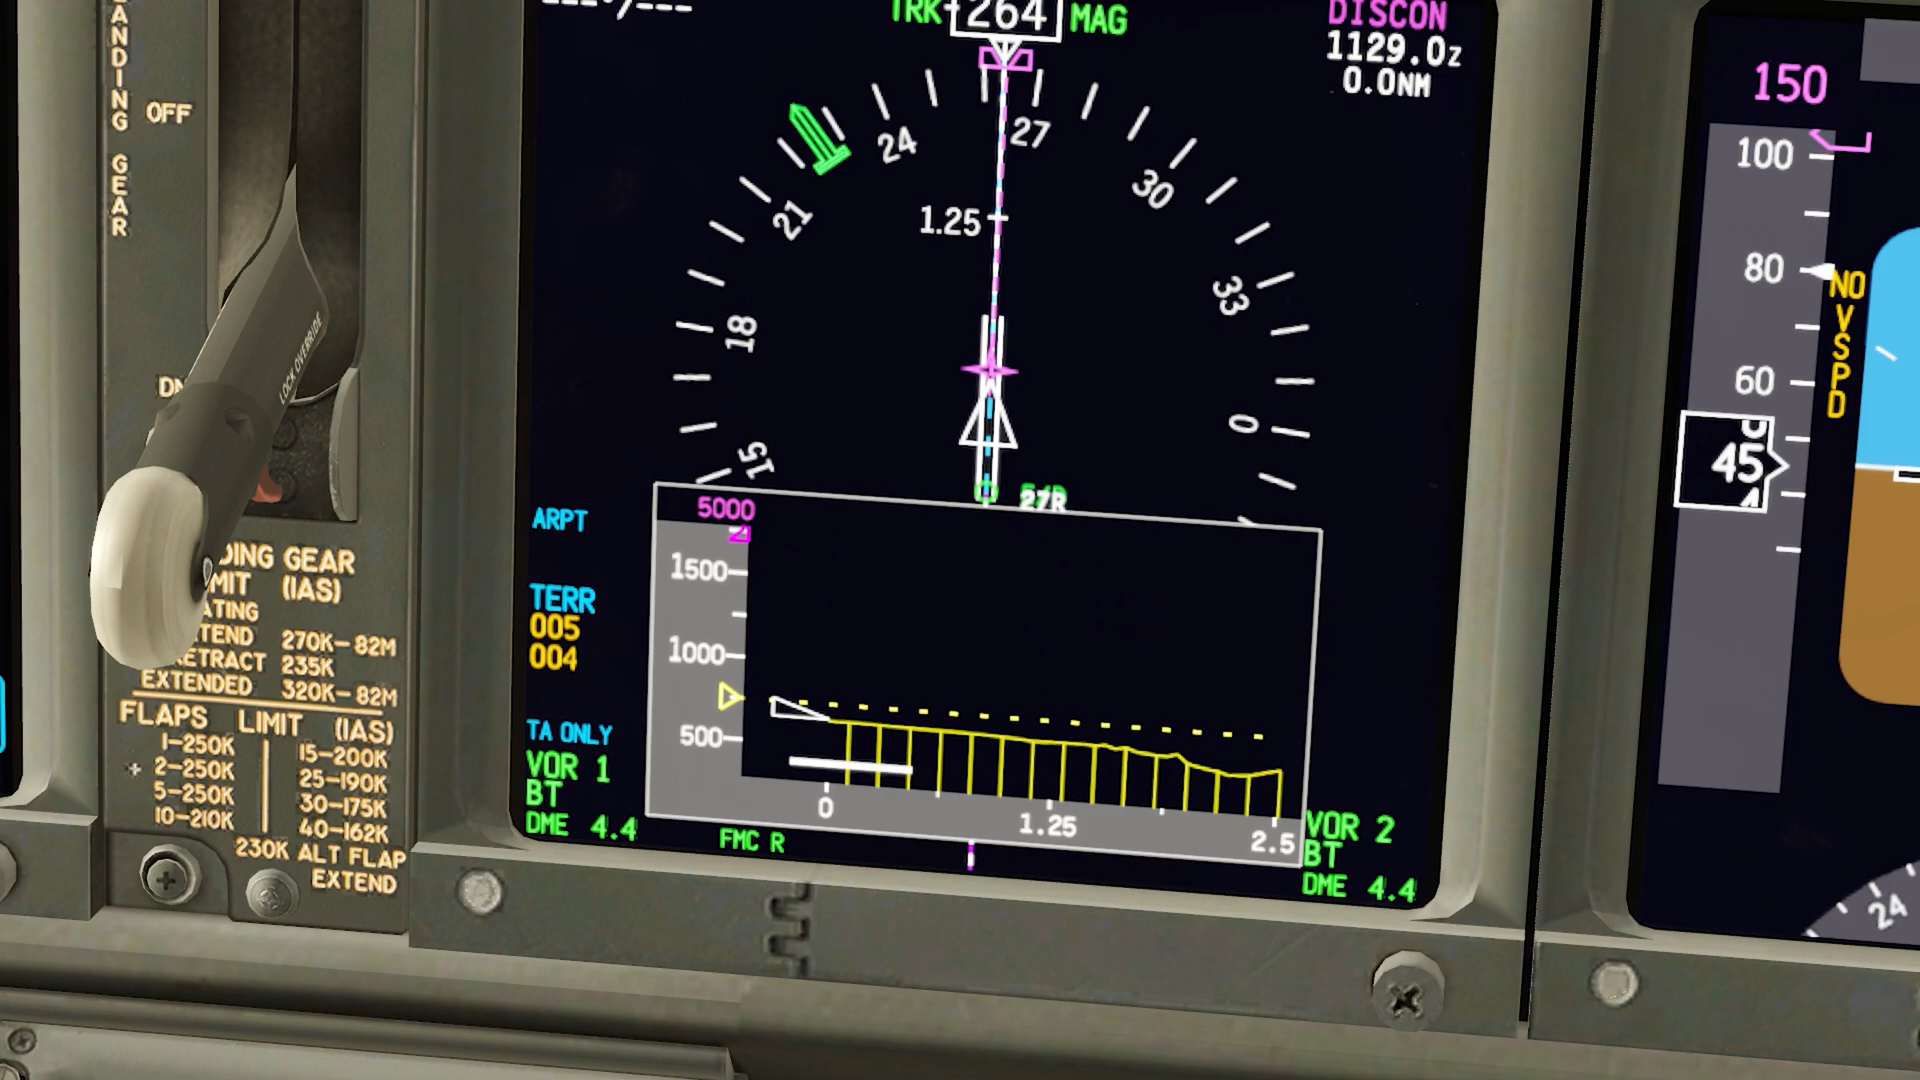 LANDING GEAR
OFF
DN
LOCK OVERRIDE
GEAR
(IAS)
270K-82M
235K
EXTENDED 320K-82M
FLAPS LIMIT (IAS)
1-250K
2-250K
5-250K
10-210K
15-200K
25-190K
30-175K
40-162K
230K ALT FLAP
EXTEND
TRK 264 MAG
DISCON
1129.0z
0.0NM
24
27
30
33
0
21
18
15
1.25
27R
ARPT
TERR
005
004
TA ONLY
VOR 1
BT
DME 4.4
5000
1500
1000
500
0
1.25
2.5
FMC R
VOR 2
BT
DME 4.4
150
100
80
60
45
NO VSPD
24